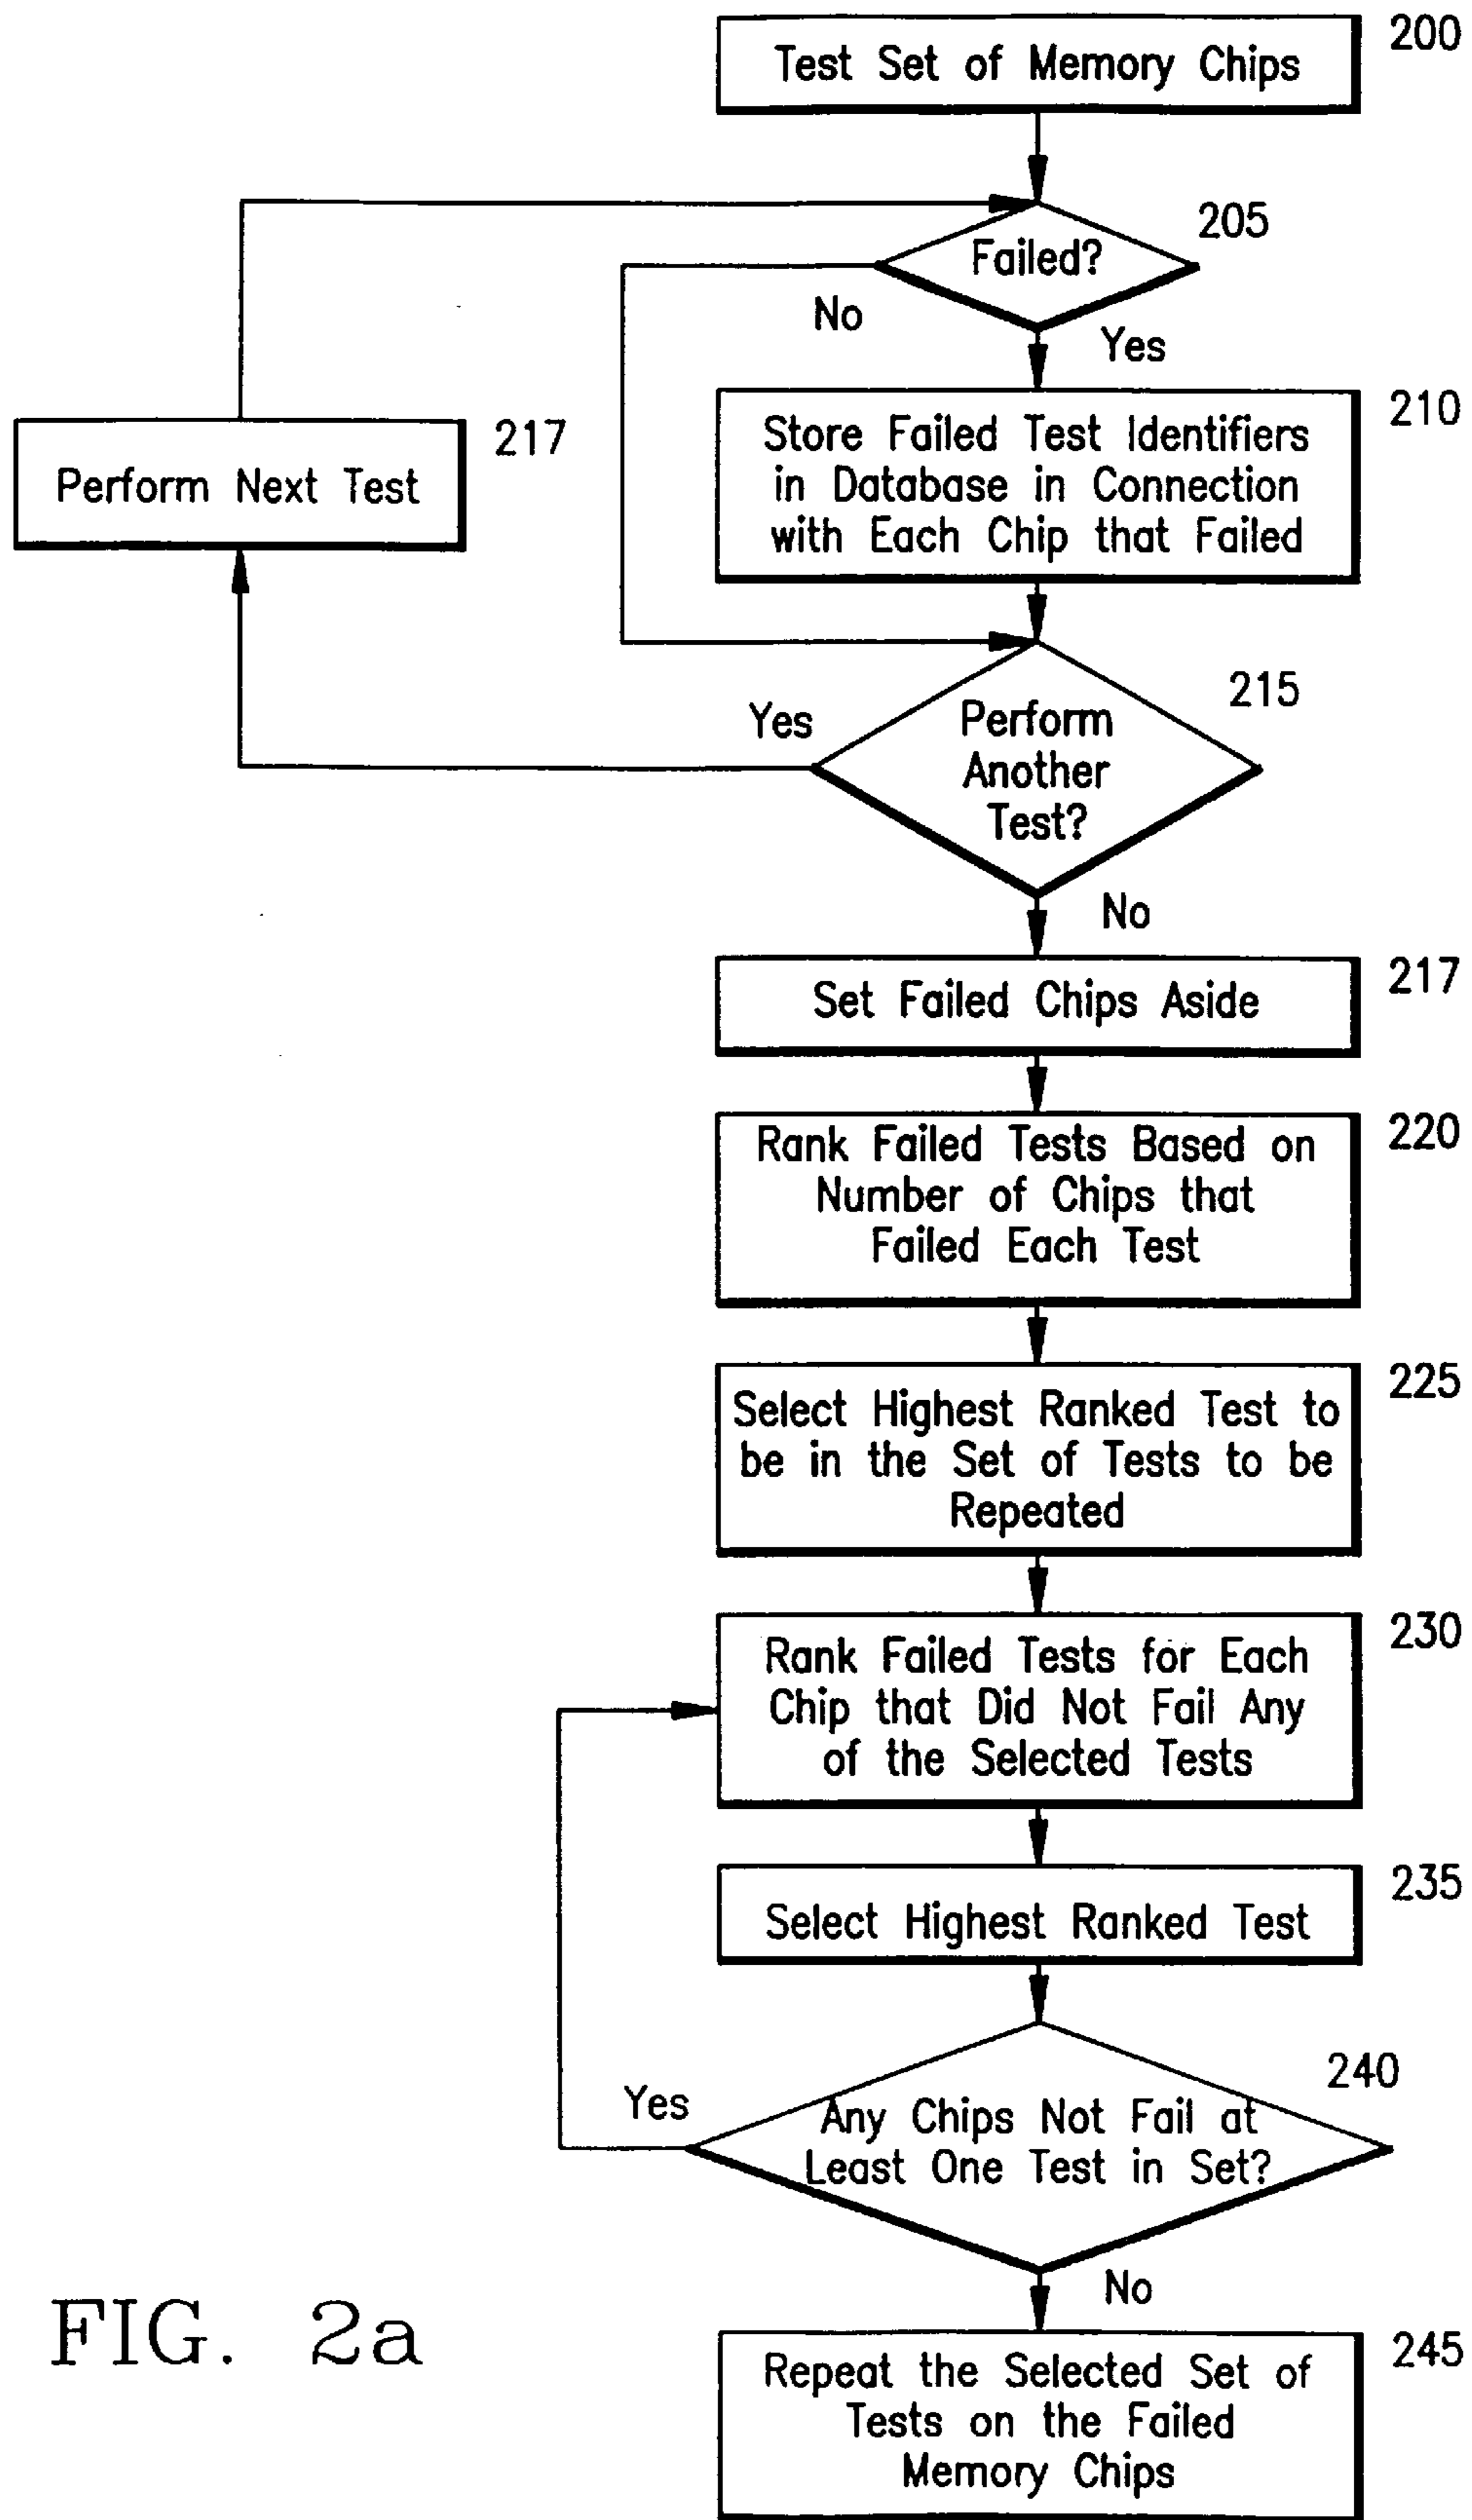 200
Test Set of Memory Chips
205
Failed?
No
Yes
210
Store Failed Test Identifiers
in Database in Connection
with Each Chip that Failed
217
Perform Next Test
215
Yes
Perform
Another
Test?
No
217
Set Failed Chips Aside
220
Rank Failed Tests Based on
Number of Chips that
Failed Each Test
225
Select Highest Ranked Test to
be in the Set of Tests to be
Repeated
230
Rank Failed Tests for Each
Chip that Did Not Fail Any
of the Selected Tests
235
Select Highest Ranked Test
240
Yes
Any Chips Not Fail at
Least One Test in Set?
No
245
Repeat the Selected Set of
Tests on the Failed
Memory Chips
FIG. 2a